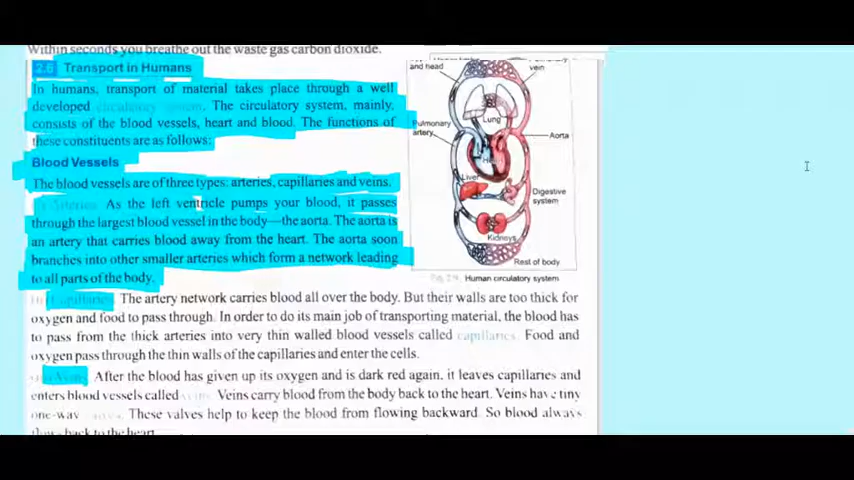 Within seconds you breathe out the waste gas carbon dioxide.
2.6 Transport in Humans
In humans, transport of material takes place through a well
developed circulatory system. The circulatory system, mainly,
consists of the blood vessels, heart and blood. The functions of
these constituents are as follows:
Blood Vessels
The blood vessels are of three types: arteries, capillaries and veins.
Arteries As the left ventricle pumps your blood, it passes
through the largest blood vessel in the body—the aorta. The aorta is
an artery that carries blood away from the heart. The aorta soon
branches into other smaller arteries which form a network leading
to all parts of the body.
and head
vein
Lung
Pulmonary
artery
Aorta
Heart
Liver
Digestive
system
Kidneys
Rest of body
Human circulatory system
Capillaries The artery network carries blood all over the body. But their walls are too thick for
oxygen and food to pass through. In order to do its main job of transporting material, the blood has
to pass from the thick arteries into very thin walled blood vessels called capillaries. Food and
oxygen pass through the thin walls of the capillaries and enter the cells.
Veins After the blood has given up its oxygen and is dark red again, it leaves capillaries and
enters blood vessels called veins. Veins carry blood from the body back to the heart. Veins have tiny
one-way These valves help to keep the blood from flowing backward. So blood always
back to the heart.